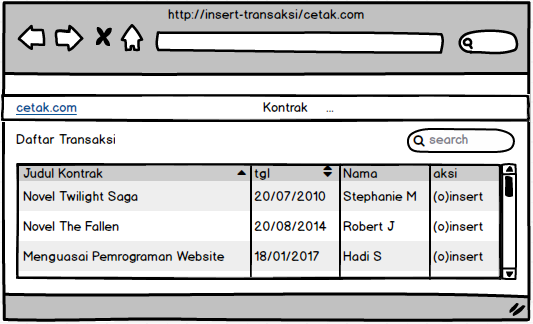 http://insert-transaksi/cetak.com
cetak.com Kontrak ...
Daftar Transaksi search
Judul Kontrak tgl Nama aksi
Novel Twilight Saga 20/07/2010 Stephanie M (o)insert
Novel The Fallen 20/08/2014 Robert J (o)insert
Menguasai Pemrograman Website 18/01/2017 Hadi S (o)insert